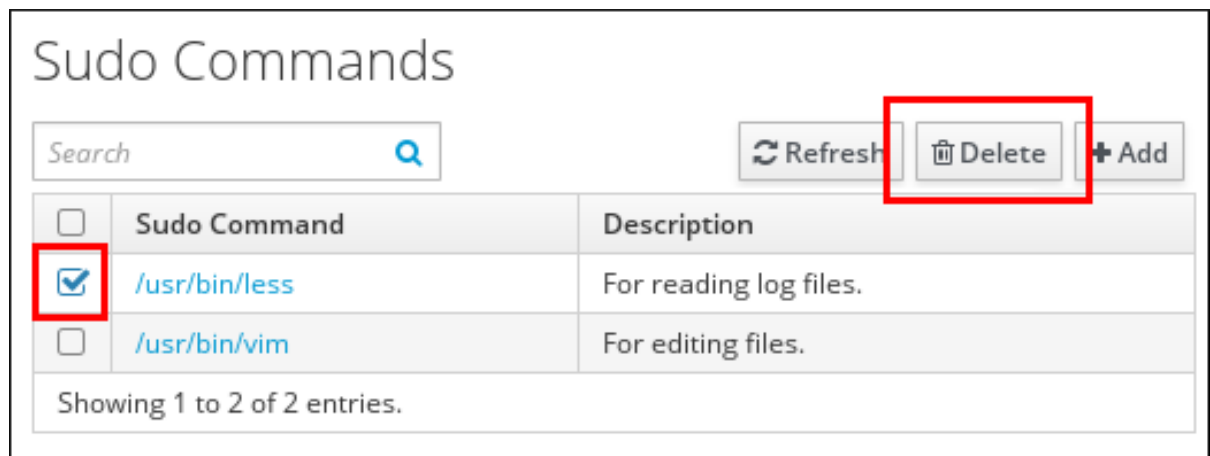 Sudo Commands
Search Refresh Delete Add
Sudo Command Description
/usr/bin/less For reading log files.
/usr/bin/vim For editing files.
Showing 1 to 2 of 2 entries.